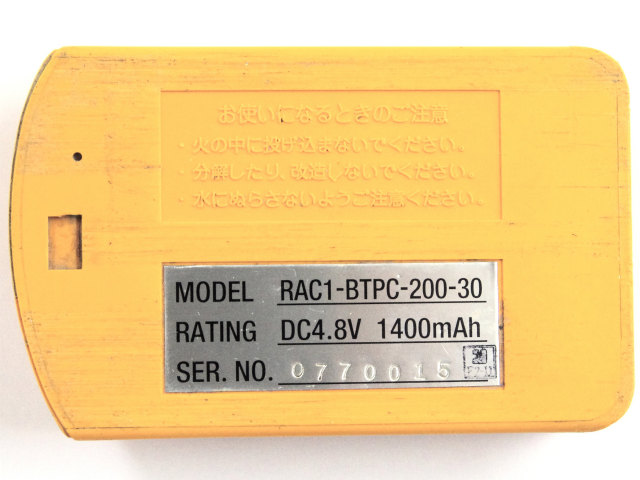 お使いになるときのご注意
・火の中に投げ込まないでください。
・分解したり、改造しないでください。
・水にぬらさないようご注意ください。
MODEL RAC1-BTPC-200-30
RATING DC4.8V 1400mAh
SER. NO. 0770015